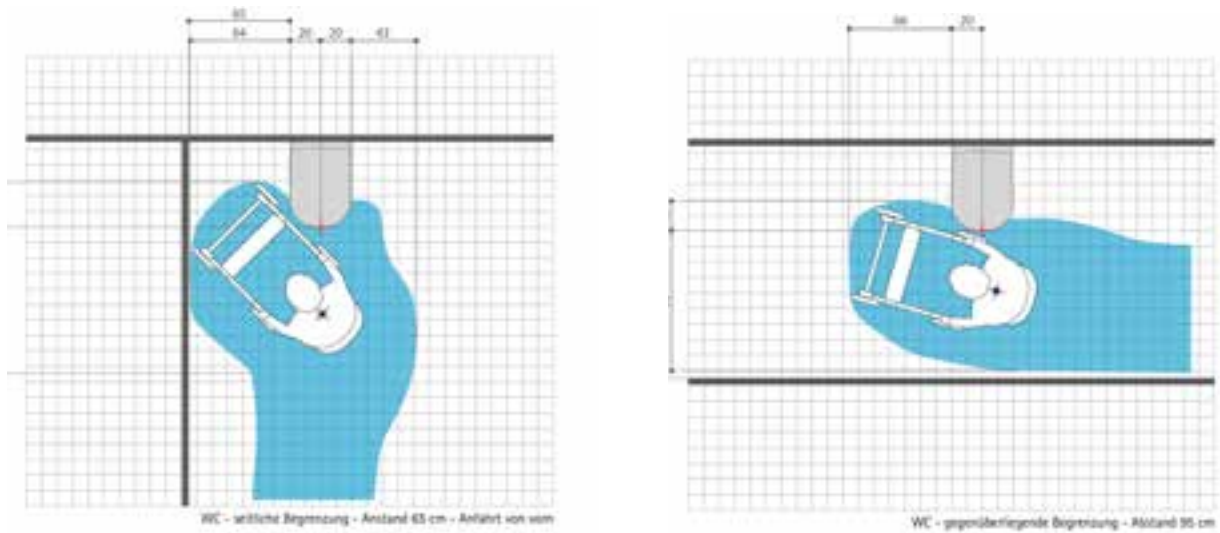 65
64 20 20 43
66 20
WC - seitliche Begrenzung - Abstand 65 cm - Anfahrt von vorn
WC - gegenüberliegende Begrenzung - Abstand 95 cm